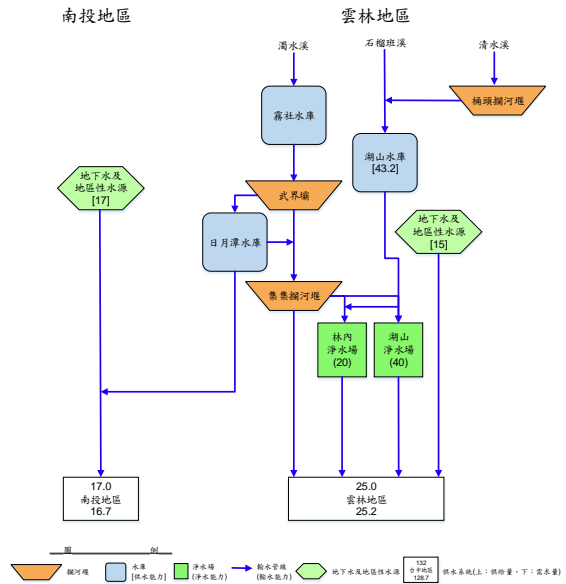 南投地區
雲林地區
濁水溪
石榴班溪
清水溪
霧社水庫
桶頭攔河堰
湖山水庫
[43.2]
地下水及
地區性水源
[17]
武界壩
地下水及
地區性水源
[15]
日月潭水庫
集集攔河堰
林內
淨水場
(20)
湖山
淨水場
(40)
17.0
南投地區
16.7
25.0
雲林地區
25.2
圖 例
攔河堰
水庫
[供水能力]
淨水場
(淨水能力)
輸水管線
(輸水能力)
地下水及地區性水源
132
台中地區
128.7
供水系統(上：供給量、下：需求量)